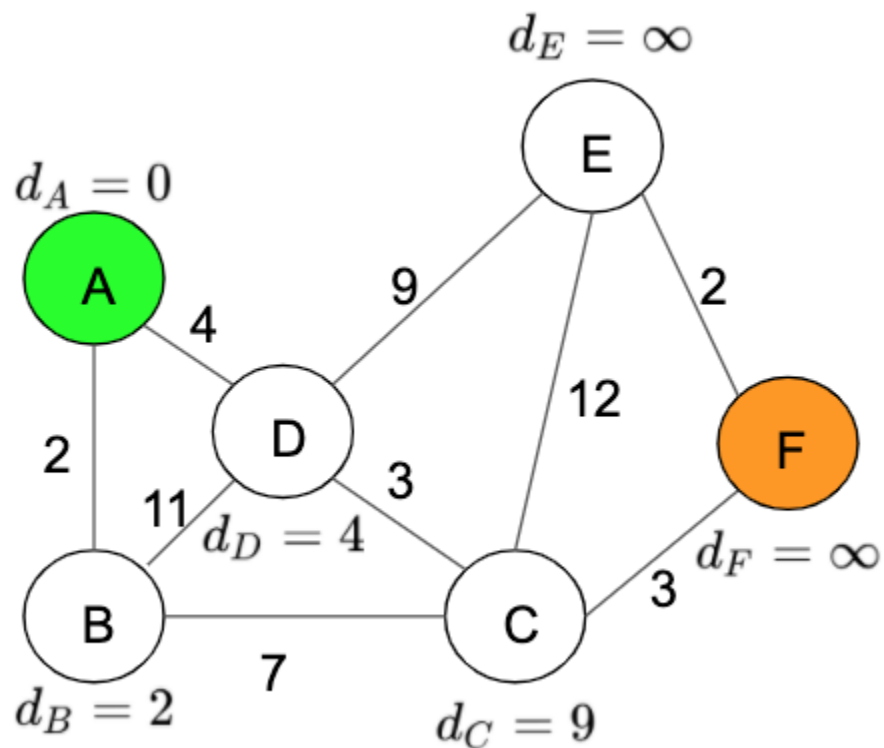 d_E = ∞
E
d_A = 0
A
4
9
2
12
D
F
2
3
11
d_D = 4
d_F = ∞
3
B
C
7
d_B = 2
d_C = 9